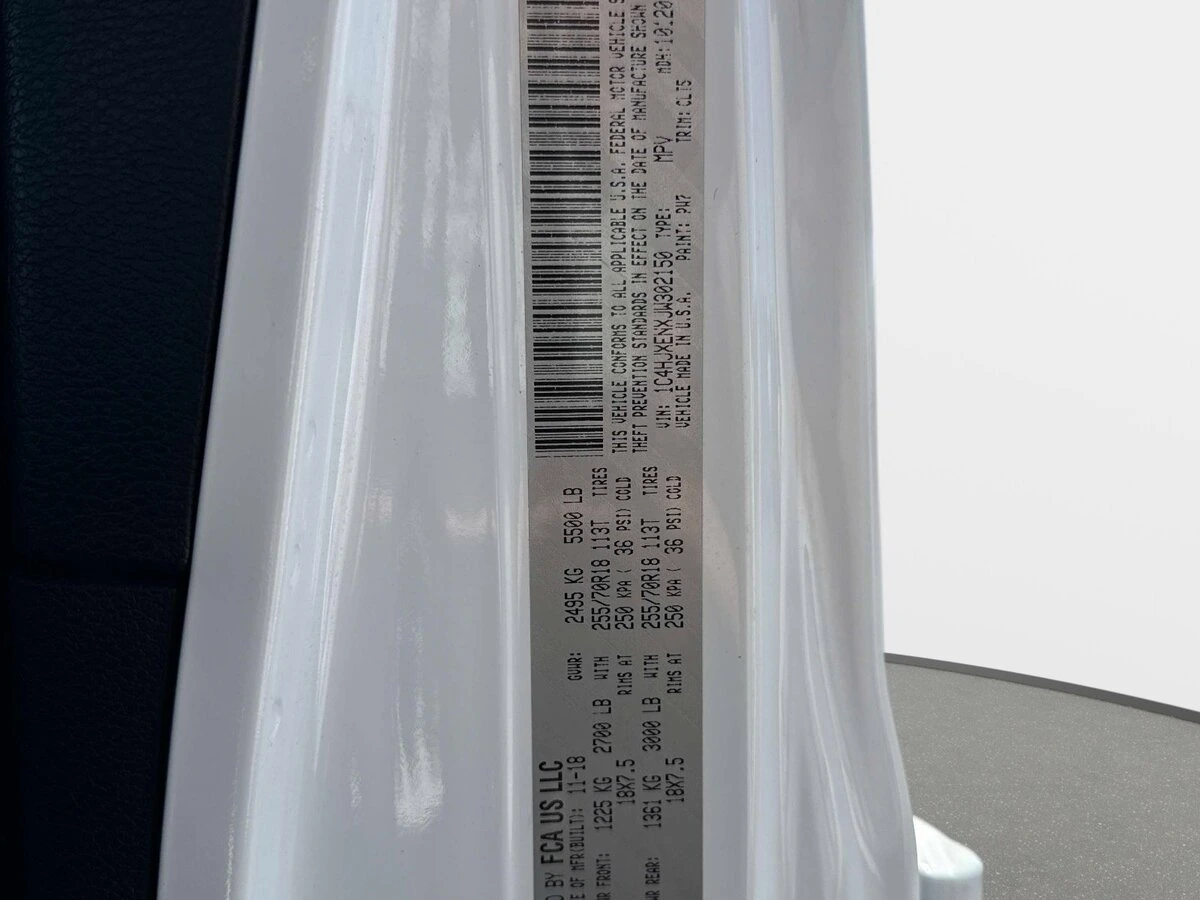 D BY FCA US LLC
E OF MFR(BUILT): 11-18 GVWR: 2495 KG 5500 LB
WR FRONT: 1225 KG 2700 LB WITH 255/70R18 113T TIRES
18X7.5 RIMS AT 250 KPA ( 36 PSI) COLD
WR REAR: 1361 KG 3000 LB WITH 255/70R18 113T TIRES
18X7.5 RIMS AT 250 KPA ( 36 PSI) COLD
THIS VEHICLE CONFORMS TO ALL APPLICABLE U.S.A. FEDERAL MOTOR VEHICLE S
THEFT PREVENTION STANDARDS IN EFFECT ON THE DATE OF MANUFACTURE SHOWN
VIN: 1C4HJXENXJW302150 TYPE: MPV MDH: 10120
VEHICLE MADE IN U.S.A. PAINT: PW7 TRIM: CLT5